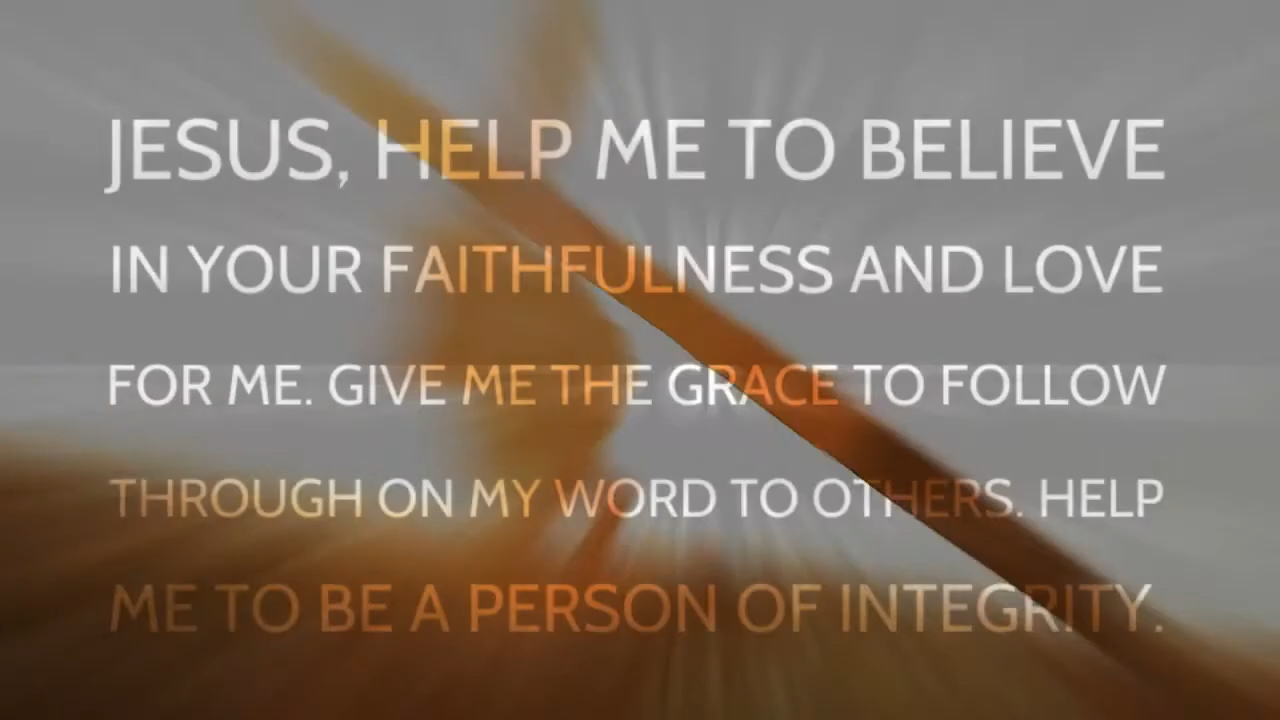 JESUS, HELP ME TO BELIEVE
IN YOUR FAITHFULNESS AND LOVE
FOR ME. GIVE ME THE GRACE TO FOLLOW
THROUGH ON MY WORD TO OTHERS. HELP
ME TO BE A PERSON OF INTEGRITY.